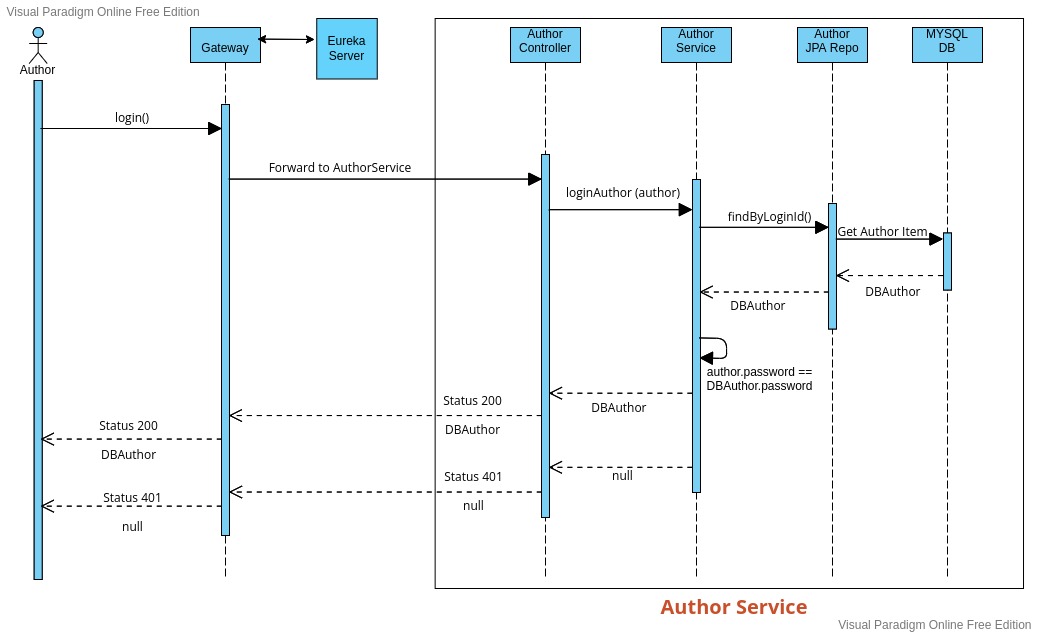 Visual Paradigm Online Free Edition
Author
Gateway
Eureka
Server
Author
Controller
Author
Service
Author
JPA Repo
MYSQL
DB
login()
Forward to AuthorService
loginAuthor (author)
findByLoginId()
Get Author Item
DBAuthor
DBAuthor
author.password ==
DBAuthor.password
DBAuthor
Status 200
DBAuthor
Status 200
DBAuthor
null
Status 401
null
Status 401
null
Author Service
Visual Paradigm Online Free Edition